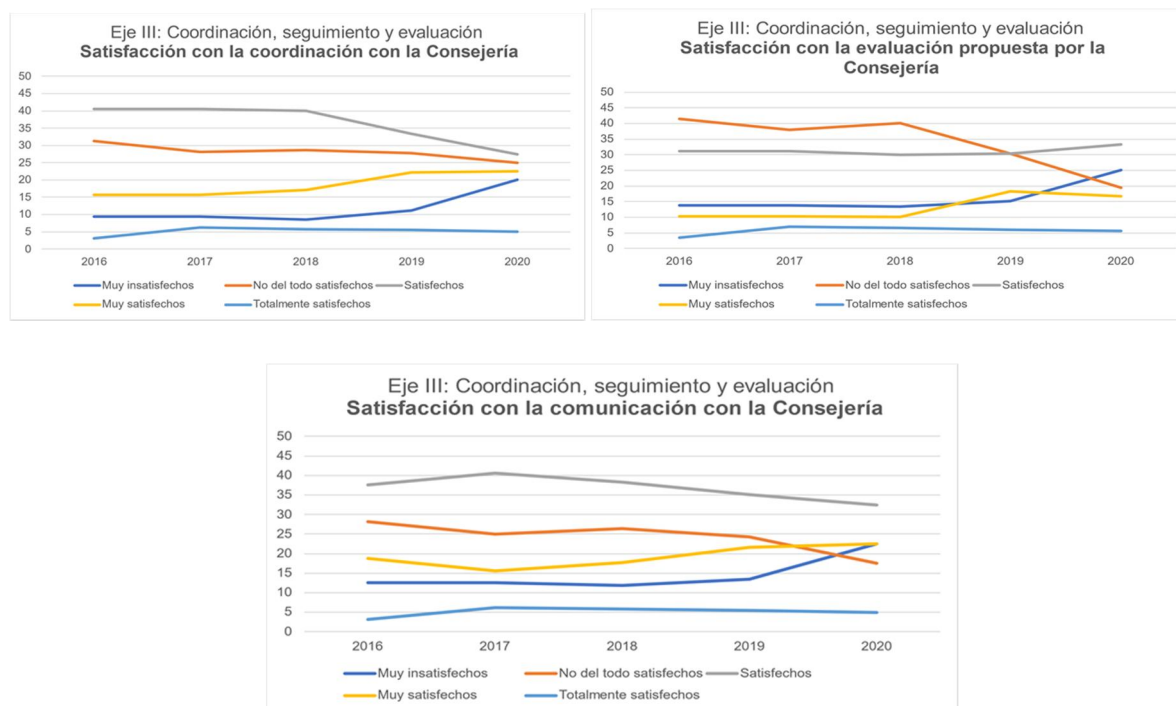 Eje III: Coordinación, seguimiento y evaluación
Satisfacción con la coordinación con la Consejería
50
45
40
35
30
25
20
15
10
5
0
2016 2017 2018 2019 2020
Muy insatisfechos No del todo satisfechos Satisfechos
Muy satisfechos Totalmente satisfechos
Eje III: Coordinación, seguimiento y evaluación
Satisfacción con la evaluación propuesta por la
Consejería
50
45
40
35
30
25
20
15
10
5
0
2016 2017 2018 2019 2020
Muy insatisfechos No del todo satisfechos Satisfechos
Muy satisfechos Totalmente satisfechos
Eje III: Coordinación, seguimiento y evaluación
Satisfacción con la comunicación con la Consejería
50
45
40
35
30
25
20
15
10
5
0
2016 2017 2018 2019 2020
Muy insatisfechos No del todo satisfechos Satisfechos
Muy satisfechos Totalmente satisfechos